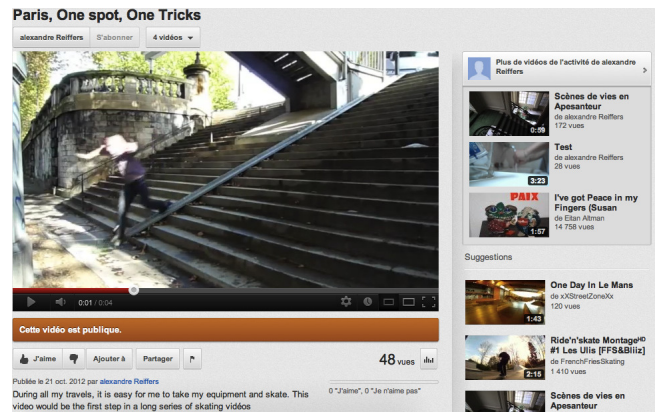 Paris, One spot, One Tricks
alexandre Reiffers S'abonner 4 vidéos
0:01 / 0:04
Cette vidéo est publique.
J'aime Ajouter à Partager 48 vues
Publiée le 21 oct. 2012 par alexandre Reiffers
0 "J'aime", 0 "Je n'aime pas"
During all my travels, it is easy for me to take my equipment and skate. This
video would be the first step in a long series of skating vidéos
Plus de vidéos de l'activité de alexandre
Reiffers
Scènes de vies en
Apesanteur
de alexandre Reiffers
172 vues
0:59
Test
de alexandre Reiffers
28 vues
3:23
PAIX
I've got Peace in my
Fingers (Susan
de Eitan Altman
14 758 vues
1:57
Suggestions
One Day In Le Mans
de xXStreetZoneXx
120 vues
1:43
Ride'n'skate Montageᴴᴰ
#1 Les Ulis [FFS&Bliiz]
de FrenchFriesSkating
1 410 vues
2:15
Scènes de vies en
Apesanteur